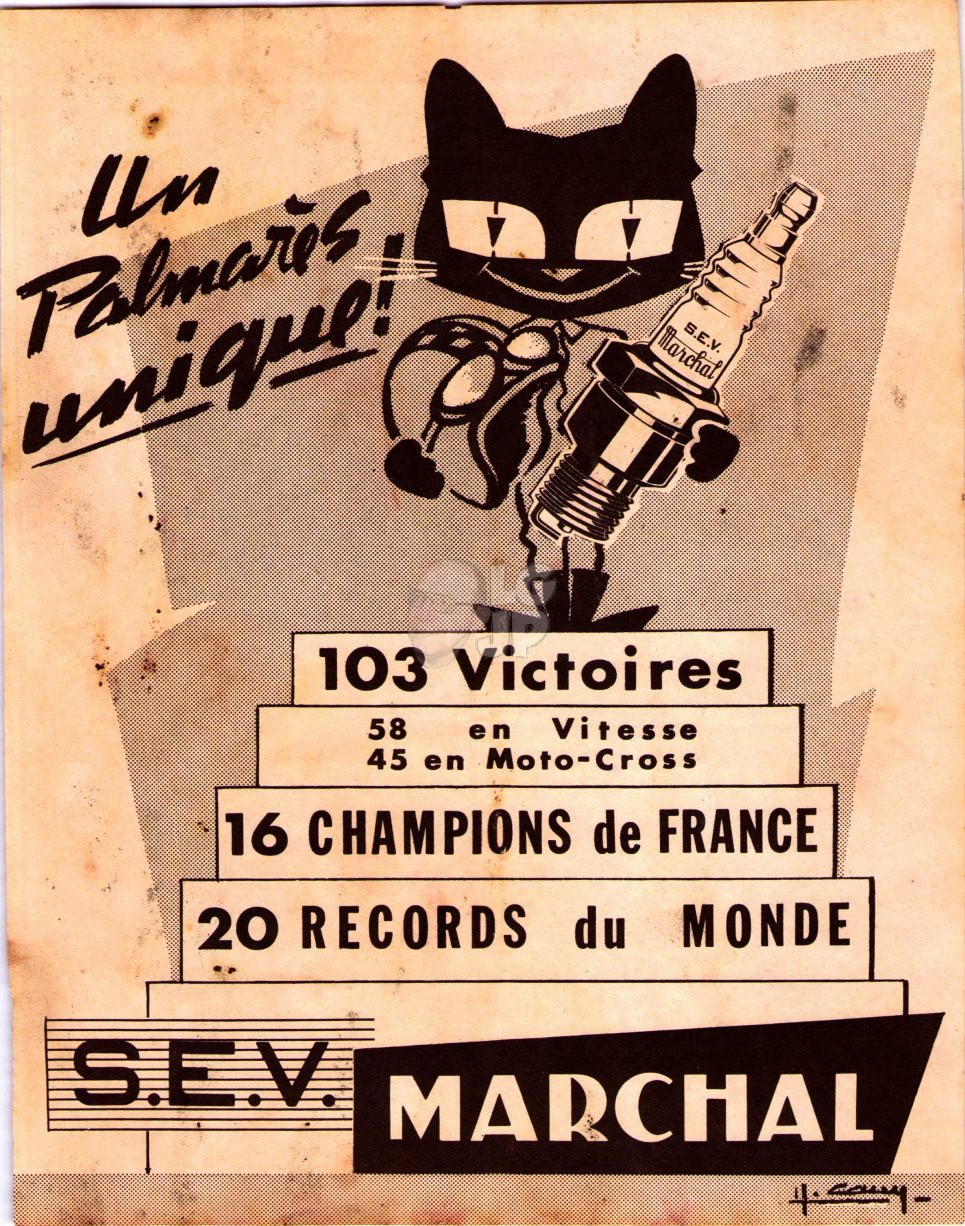 Un
Palmarès
unique!
S.E.V.
Marchal
103 Victoires
58 en Vitesse
45 en Moto-Cross
16 CHAMPIONS de FRANCE
20 RECORDS du MONDE
S.E.V.
MARCHAL